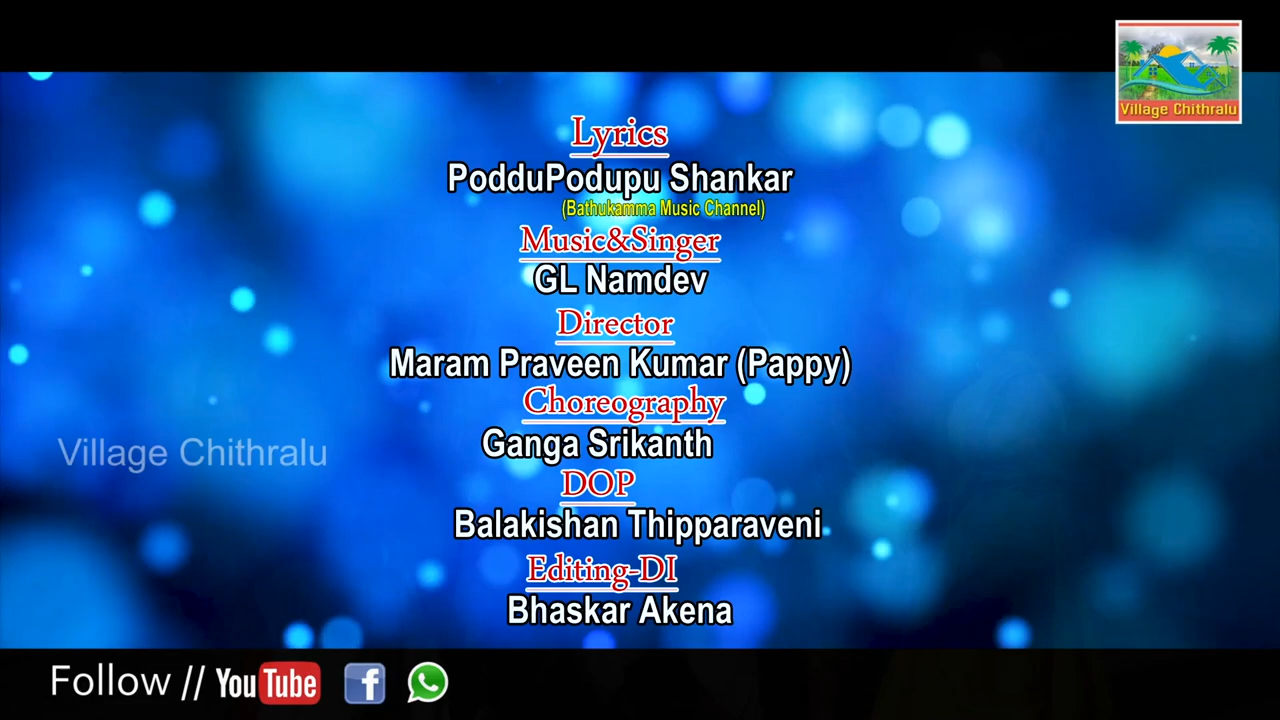 Village Chithralu
Lyrics
PodduPodupu Shankar
(Bathukamma Music Channel)
Music&Singer
GL Namdev
Director
Maram Praveen Kumar (Pappy)
Choreography
Ganga Srikanth
Village Chithralu
DOP
Balakishan Thipparaveni
Editing-DI
Bhaskar Akena
Follow // YouTube f